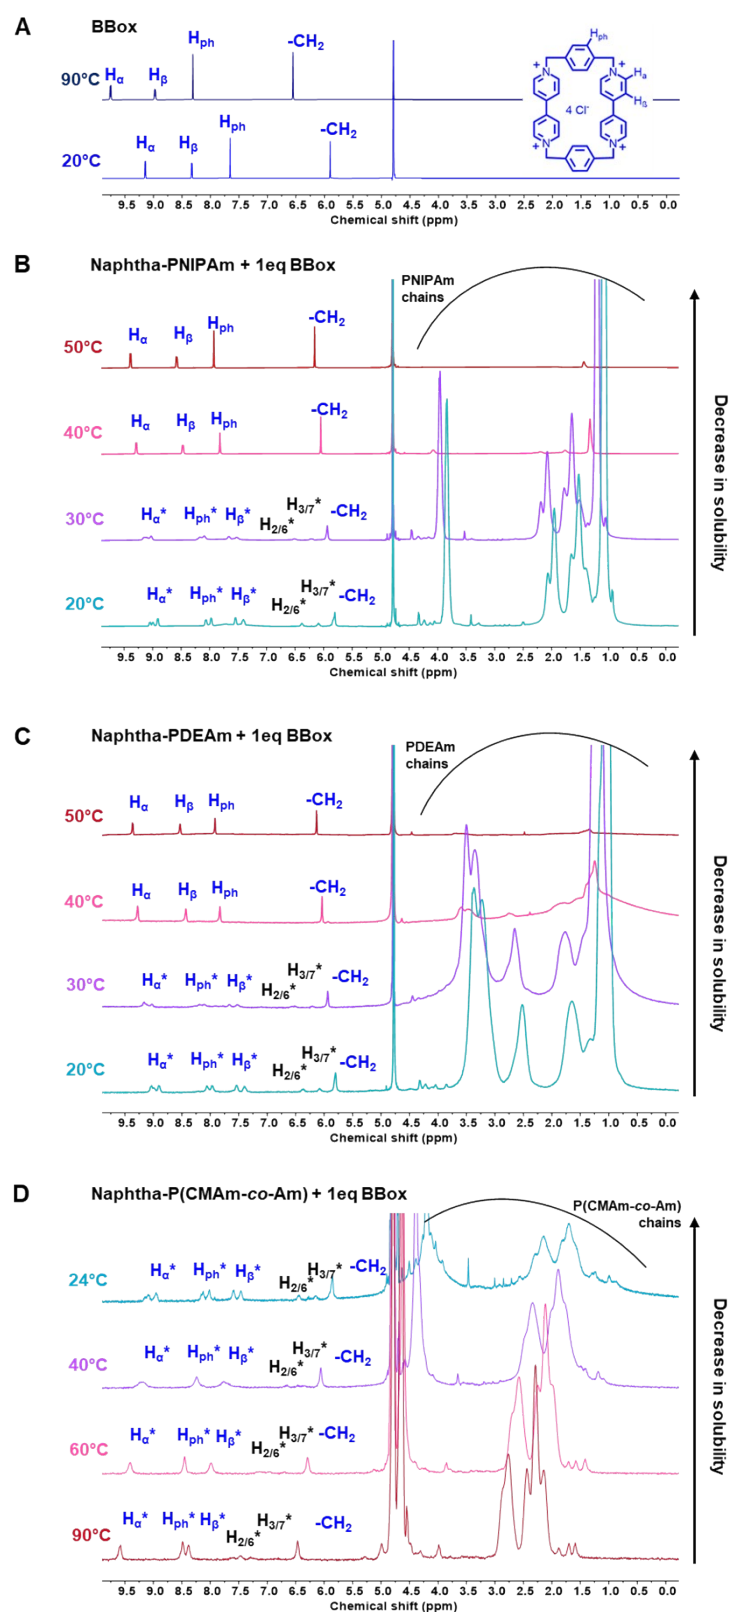 A
BBox
90°C
Hα
Hβ
Hph
-CH2
20°C
Hα
Hβ
Hph
-CH2
Hph
N+
+N
Hα
Hβ
4 Cl-
N+
+N
9.5 9.0 8.5 8.0 7.5 7.0 6.5 6.0 5.5 5.0 4.5 4.0 3.5 3.0 2.5 2.0 1.5 1.0 0.0
Chemical shift (ppm)
B
Naphtha-PNIPAm + 1eq BBox
PNIPAm
chains
50°C
Hα
Hβ
Hph
-CH2
40°C
Hα
Hβ
Hph
-CH2
30°C
Hα*
Hph*
Hβ*
H2/6*
H3/7*
-CH2
20°C
Hα*
Hph*
Hβ*
H2/6*
H3/7*
-CH2
Decrease in solubility
9.5 9.0 8.5 8.0 7.5 7.0 6.5 6.0 5.5 5.0 4.5 4.0 3.5 3.0 2.5 2.0 1.5 1.0 0.0
Chemical shift (ppm)
C
Naphtha-PDEAm + 1eq BBox
PDEAm
chains
50°C
Hα
Hβ
Hph
-CH2
40°C
Hα
Hβ
Hph
-CH2
30°C
Hα*
Hph*
Hβ*
H2/6*
H3/7*
-CH2
20°C
Hα*
Hph*
Hβ*
H2/6*
H3/7*
-CH2
Decrease in solubility
9.5 9.0 8.5 8.0 7.5 7.0 6.5 6.0 5.5 5.0 4.5 4.0 3.5 3.0 2.5 2.0 1.5 1.0 0.0
Chemical shift (ppm)
D
Naphtha-P(CMAm-co-Am) + 1eq BBox
P(CMAm-co-Am)
chains
24°C
Hα*
Hph*
Hβ*
H2/6*
H3/7*
-CH2
40°C
Hα*
Hph*
Hβ*
H2/6*
H3/7*
-CH2
60°C
Hα*
Hph*
Hβ*
H2/6*
H3/7*
-CH2
90°C
Hα*
Hph*
Hβ*
H2/6*
H3/7*
-CH2
Decrease in solubility
9.5 9.0 8.5 8.0 7.5 7.0 6.5 6.0 5.5 5.0 4.5 4.0 3.5 3.0 2.5 2.0 1.5 1.0 0.0
Chemical shift (ppm)